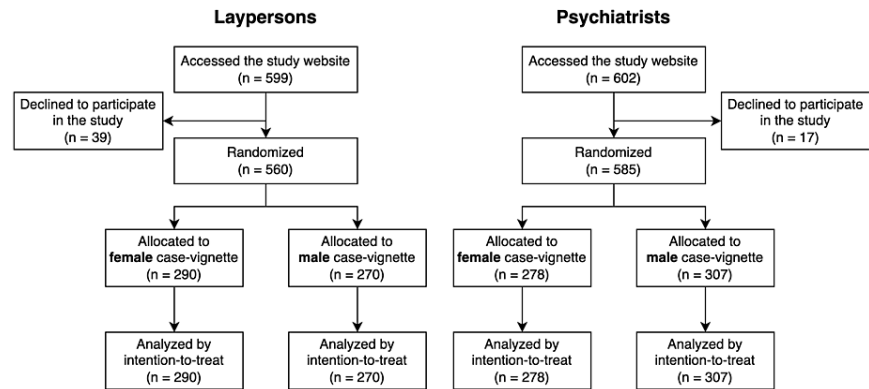 Laypersons
Accessed the study website
(n = 599)
Declined to participate
in the study
(n = 39)
Randomized
(n = 560)
Allocated to
female case-vignette
(n = 290)
Allocated to
male case-vignette
(n = 270)
Analyzed by
intention-to-treat
(n = 290)
Analyzed by
intention-to-treat
(n = 270)
Psychiatrists
Accessed the study website
(n = 602)
Declined to participate
in the study
(n = 17)
Randomized
(n = 585)
Allocated to
female case-vignette
(n = 278)
Allocated to
male case-vignette
(n = 307)
Analyzed by
intention-to-treat
(n = 278)
Analyzed by
intention-to-treat
(n = 307)